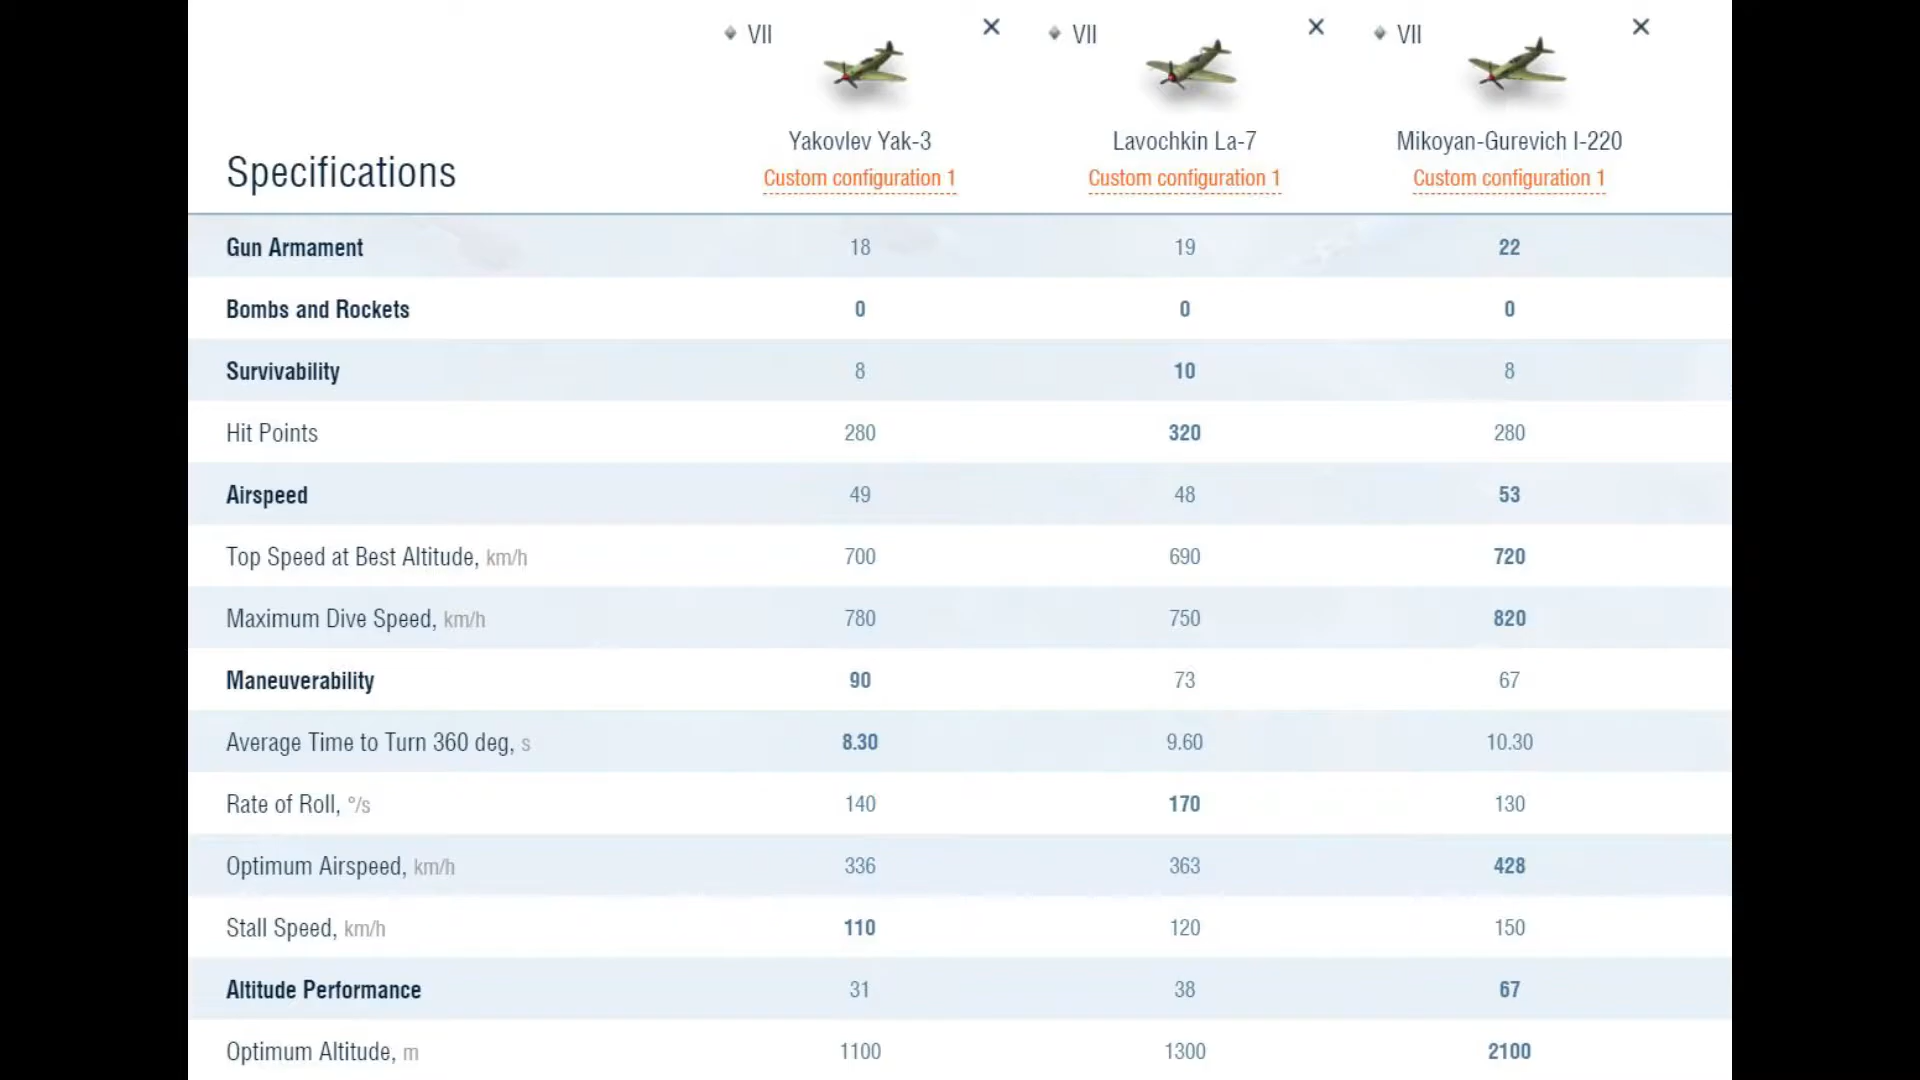 VII VII VII
Yakovlev Yak-3 Lavochkin La-7 Mikoyan-Gurevich I-220
Specifications Custom configuration 1 Custom configuration 1 Custom configuration 1
Gun Armament 18 19 22
Bombs and Rockets 0 0 0
Survivability 8 10 8
Hit Points 280 320 280
Airspeed 49 48 53
Top Speed at Best Altitude, km/h 700 690 720
Maximum Dive Speed, km/h 780 750 820
Maneuverability 90 73 67
Average Time to Turn 360 deg, s 8.30 9.60 10.30
Rate of Roll, °/s 140 170 130
Optimum Airspeed, km/h 336 363 428
Stall Speed, km/h 110 120 150
Altitude Performance 31 38 67
Optimum Altitude, m 1100 1300 2100